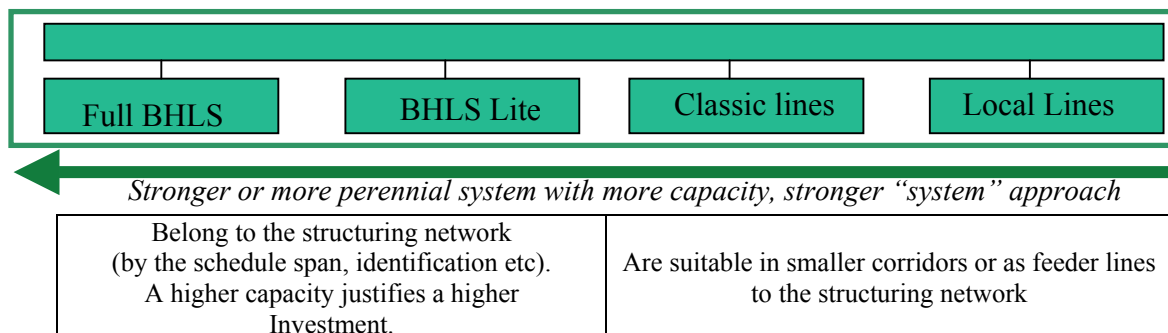 Full BHLS
BHLS Lite
Classic lines
Local Lines
Stronger or more perennial system with more capacity, stronger “system” approach
Belong to the structuring network
(by the schedule span, identification etc).
A higher capacity justifies a higher
Investment.
Are suitable in smaller corridors or as feeder lines
to the structuring network